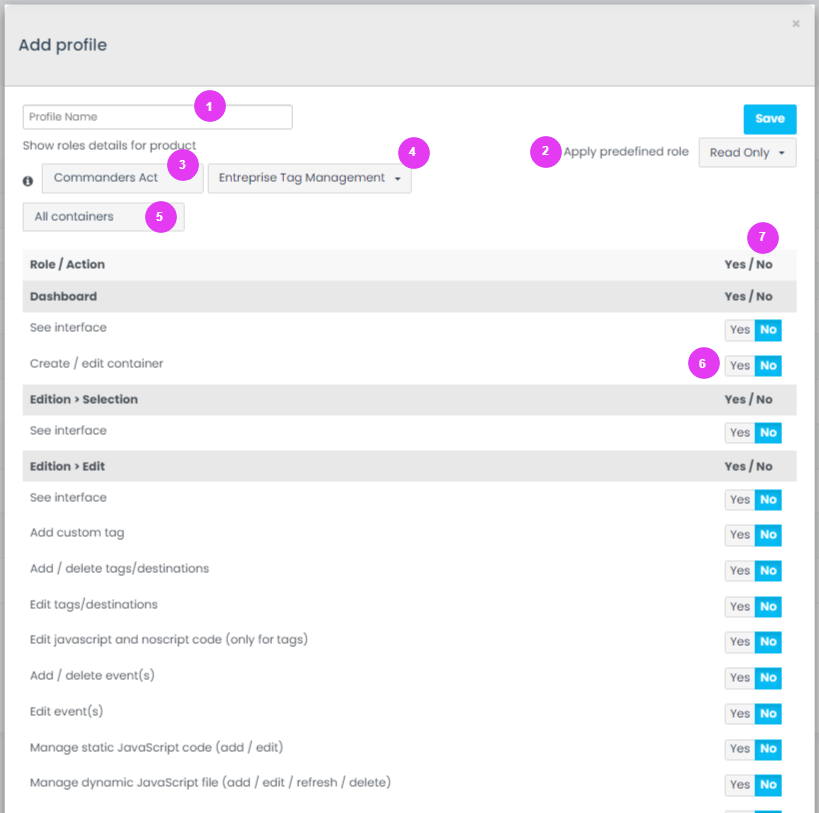 ×
Add profile
1
Profile Name
Save
Show roles details for product
4
2
Apply predefined role
Read Only
3
Commanders Act
Entreprise Tag Management
All containers
5
7
Role / Action Yes / No
Dashboard Yes / No
See interface Yes No
Create / edit container 6 Yes No
Edition > Selection Yes / No
See interface Yes No
Edition > Edit Yes / No
See interface Yes No
Add custom tag Yes No
Add / delete tags/destinations Yes No
Edit tags/destinations Yes No
Edit javascript and noscript code (only for tags) Yes No
Add / delete event(s) Yes No
Edit event(s) Yes No
Manage static JavaScript code (add / edit) Yes No
Manage dynamic JavaScript file (add / edit / refresh / delete) Yes No